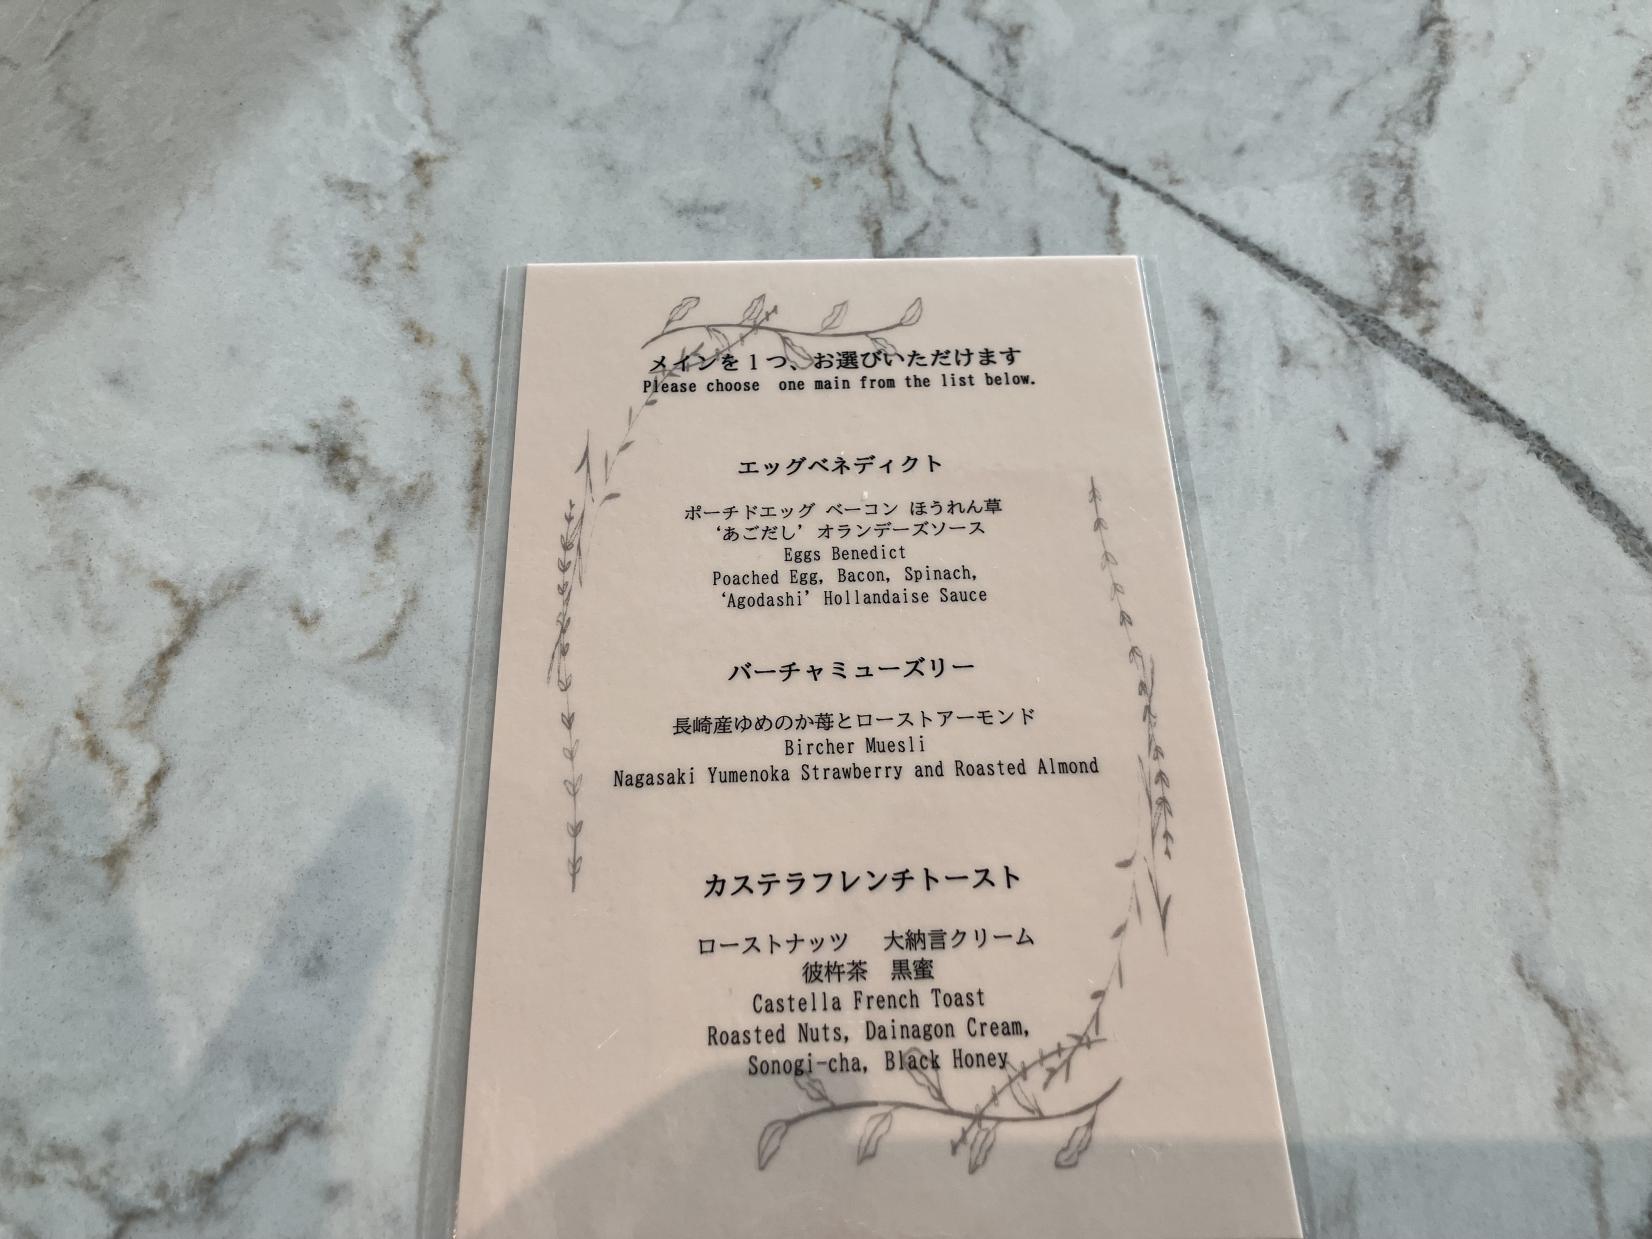 メインを1つ、お選びいただけます
Please choose one main from the list below.
エッグベネディクト
ポーチドエッグ ベーコン ほうれん草
‘あごだし’ オランデーズソース
Eggs Benedict
Poached Egg, Bacon, Spinach,
‘Agodashi’ Hollandaise Sauce
バーチャミューズリー
長崎産ゆめのか苺とローストアーモンド
Bircher Muesli
Nagasaki Yumenoka Strawberry and Roasted Almond
カステラフレンチトースト
ローストナッツ 大納言クリーム
彼杵茶 黒蜜
Castella French Toast
Roasted Nuts, Dainagon Cream,
Sonogi-cha, Black Honey